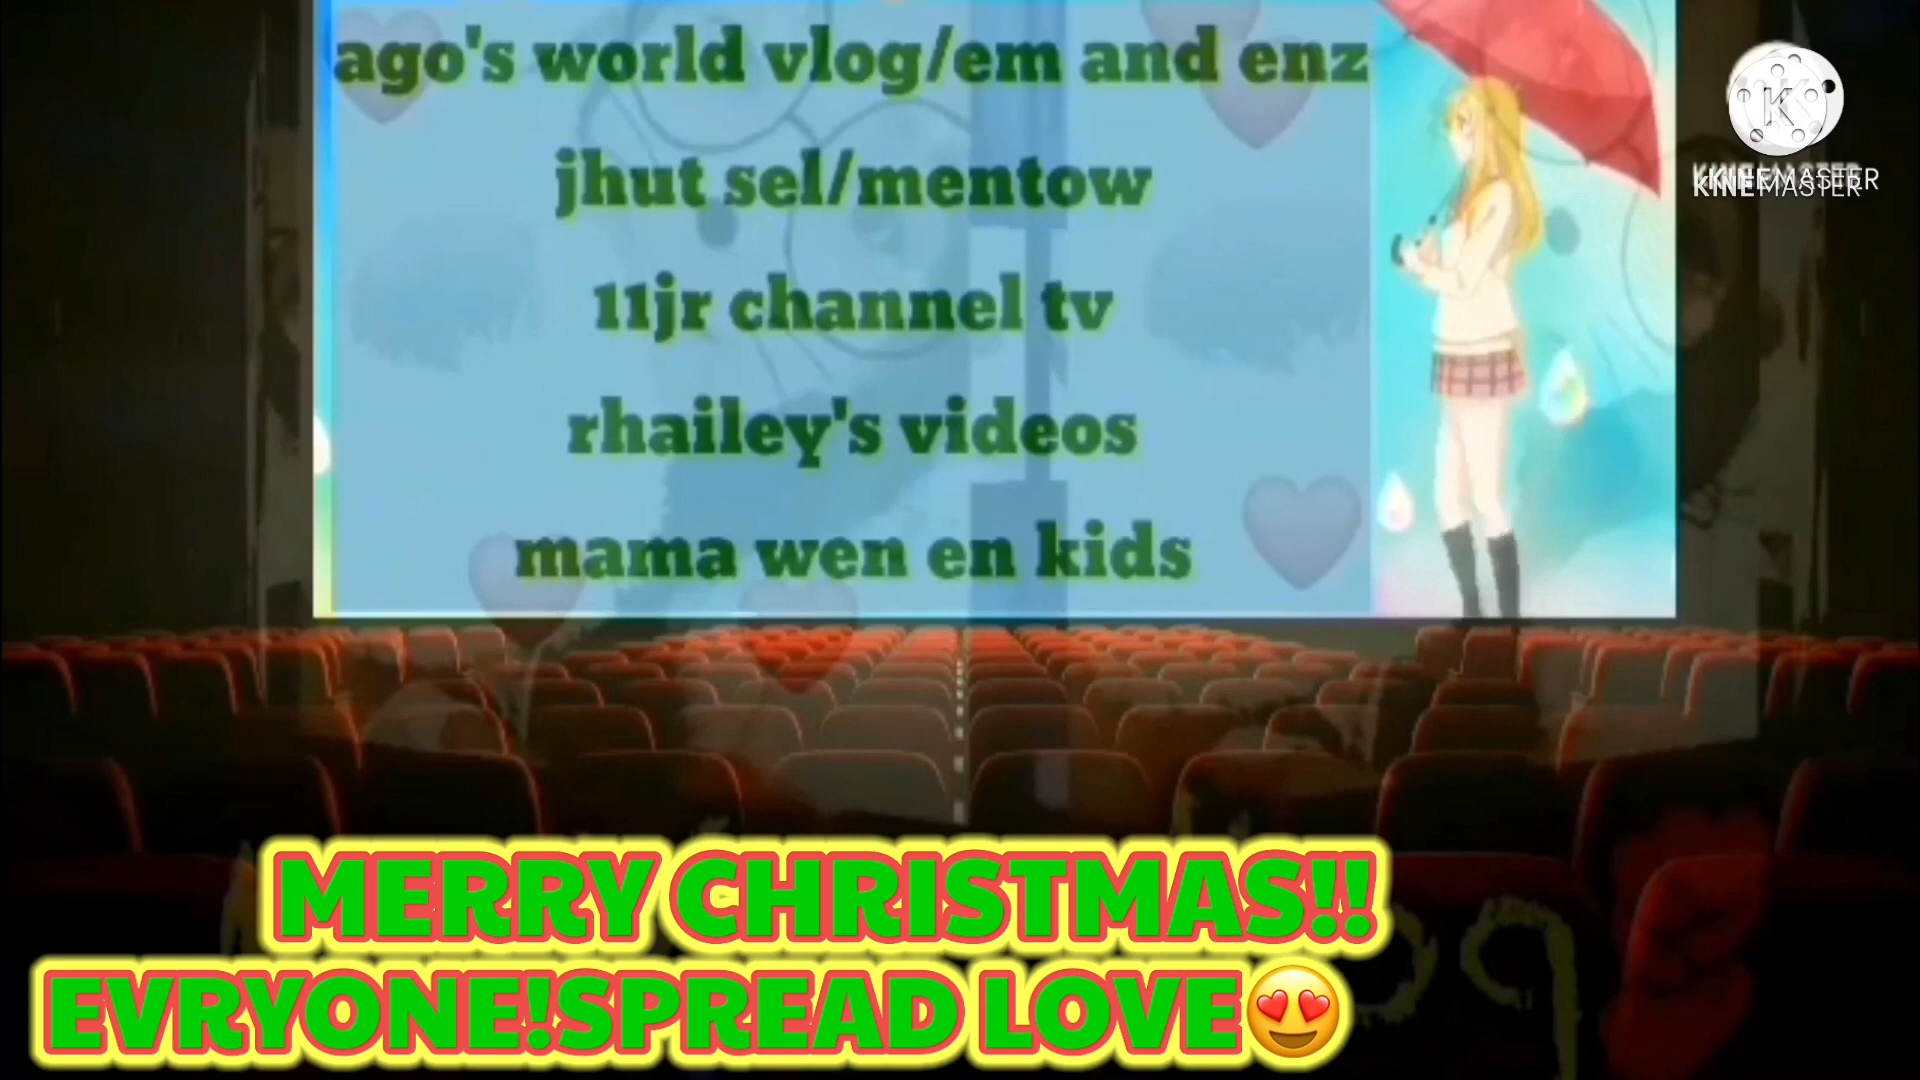 ago's world vlog/em and enz
jhut sel/mentow
11jr channel tv
rhailey's videos
mama wen en kids
K
KINEMASTER
KINEMASTER
MERRY CHRISTMAS!!
EVRYONE!SPREAD LOVE😍